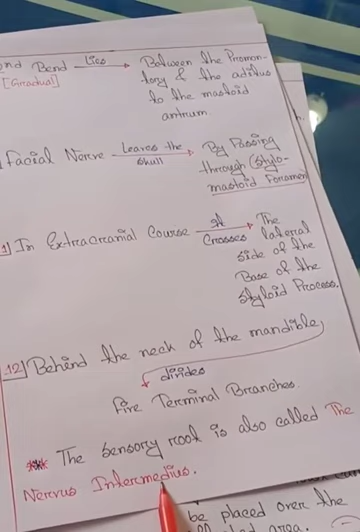 2nd Bend Lies → Between the Promon-
[Gradual] tory & the aditus
to the mastoid
antrum.
Facial Nerve Leaves the Skull → By Passing
through (Stylo-
mastoid Foramen
11] In Extracranial Course It Crosses → The
lateral
side of the
Base of the
Styloid Process.
12] Behind the neck of the mandible,
divides
Five Terminal Branches.
** The sensory root is also called The
Nervus Intermedius.
be placed over the
area.